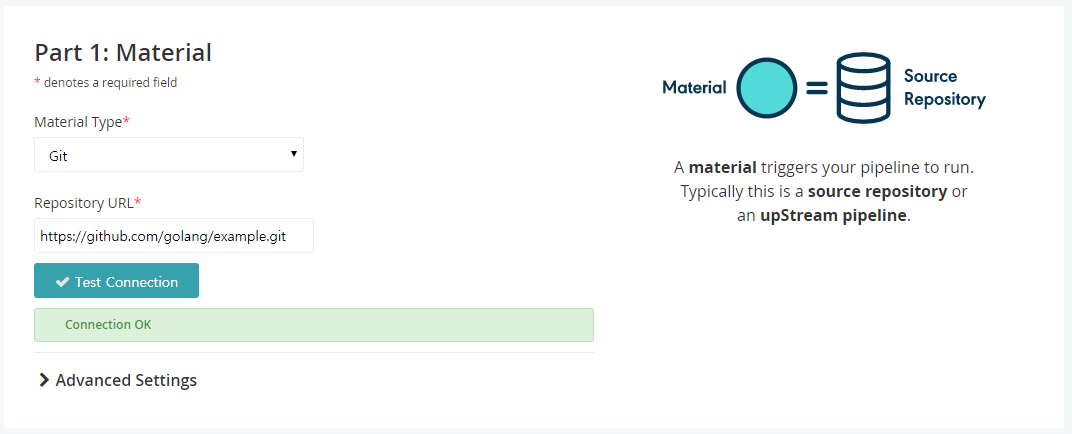 Part 1: Material
* denotes a required field
Material Type*
Git
Repository URL*
https://github.com/golang/example.git
Test Connection
Connection OK
Advanced Settings
Material = Source
Repository
A material triggers your pipeline to run.
Typically this is a source repository or
an upStream pipeline.